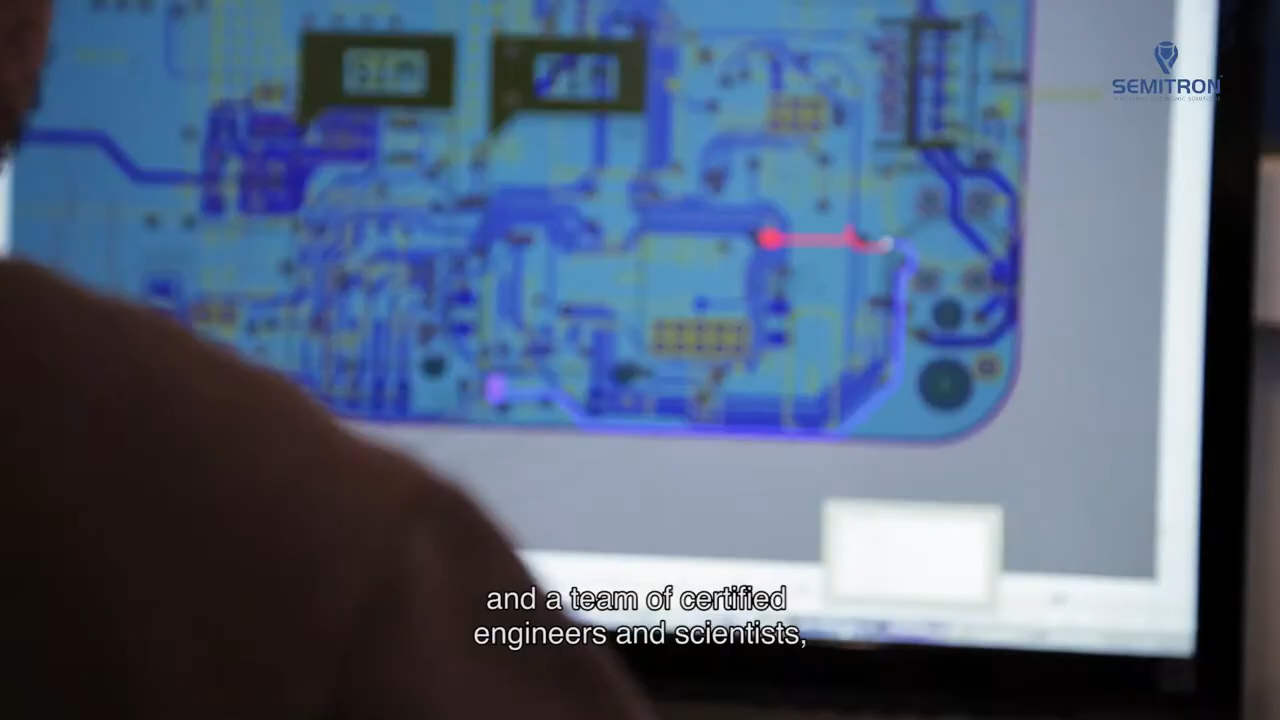 SEMITRON
and a team of certified
engineers and scientists,